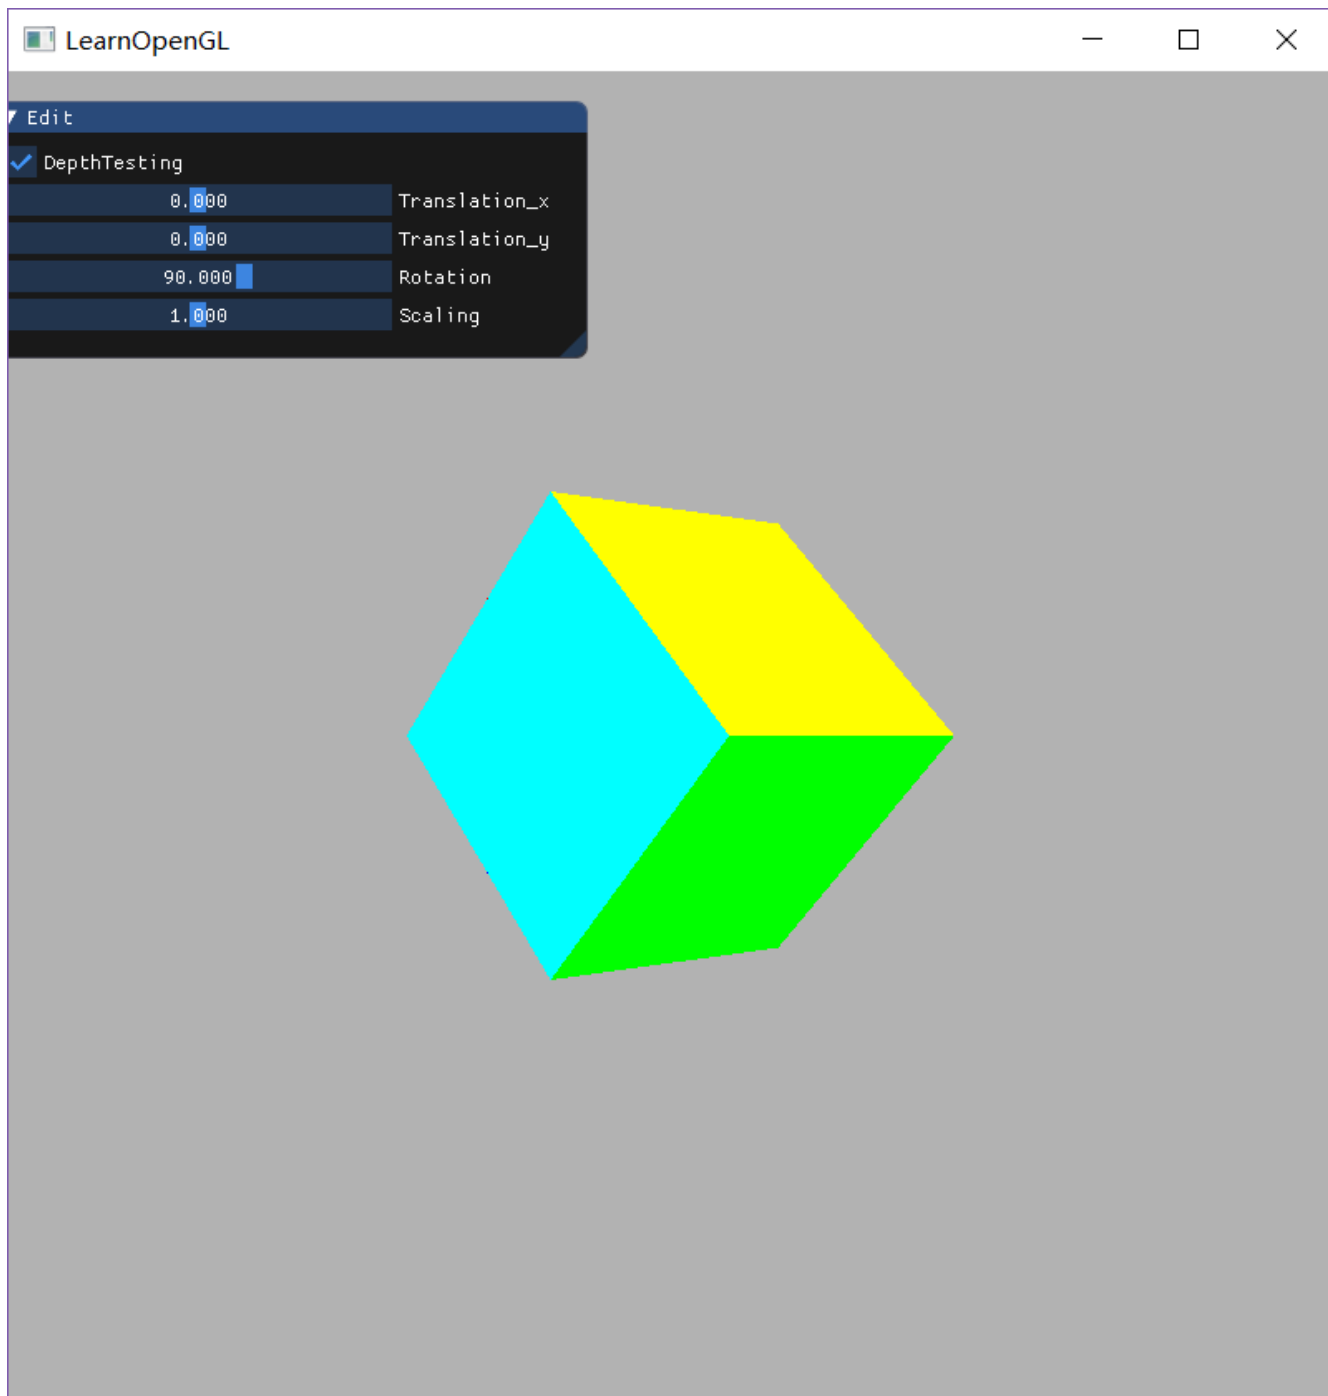 LearnOpenGL
Edit
DepthTesting
0.000 Translation_x
0.000 Translation_y
90.000 Rotation
1.000 Scaling